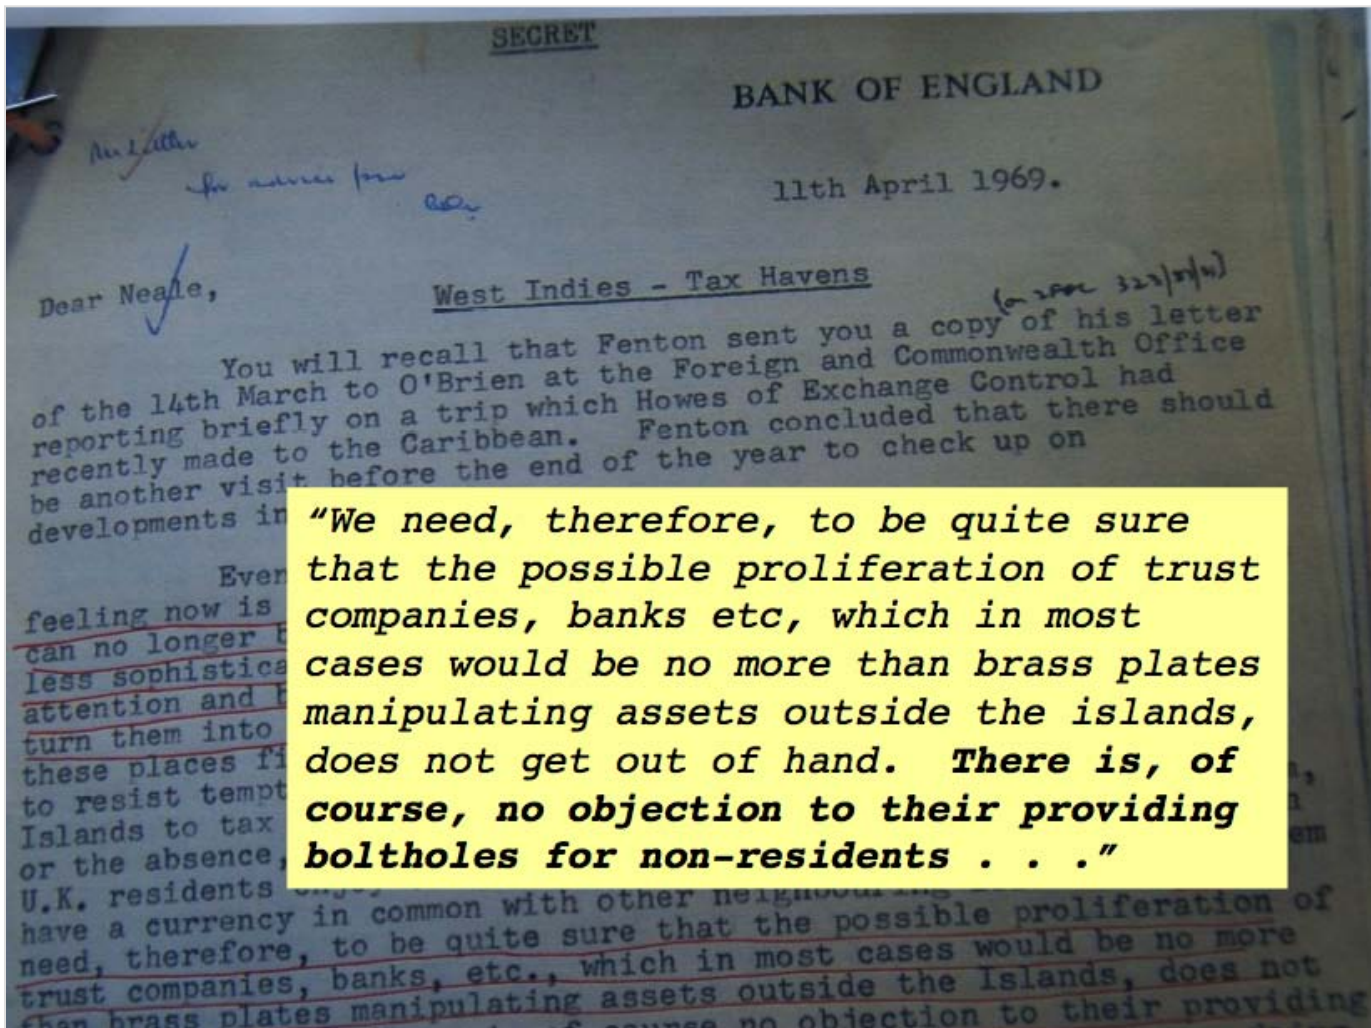 SECRET
BANK OF ENGLAND
for advice from
11th April 1969.
Dear Neale,
West Indies - Tax Havens
You will recall that Fenton sent you a copy of his letter
of the 14th March to O'Brien at the Foreign and Commonwealth Office
reporting briefly on a trip which Howes of Exchange Control had
recently made to the Caribbean. Fenton concluded that there should
be another visit before the end of the year to check up on
developments in
"We need, therefore, to be quite sure
that the possible proliferation of trust
companies, banks etc, which in most
cases would be no more than brass plates
manipulating assets outside the islands,
does not get out of hand. There is, of
course, no objection to their providing
boltholes for non-residents . . ."
Even
feeling now is
can no longer b
less sophistica
attention and b
turn them into
these places fi
to resist tempt
Islands to tax
or the absence,
U.K. residents
have a currency in common with other neighbouring
need, therefore, to be quite sure that the possible proliferation of
trust companies, banks, etc., which in most cases would be no more
than brass plates manipulating assets outside the Islands, does not
course no objection to their providing